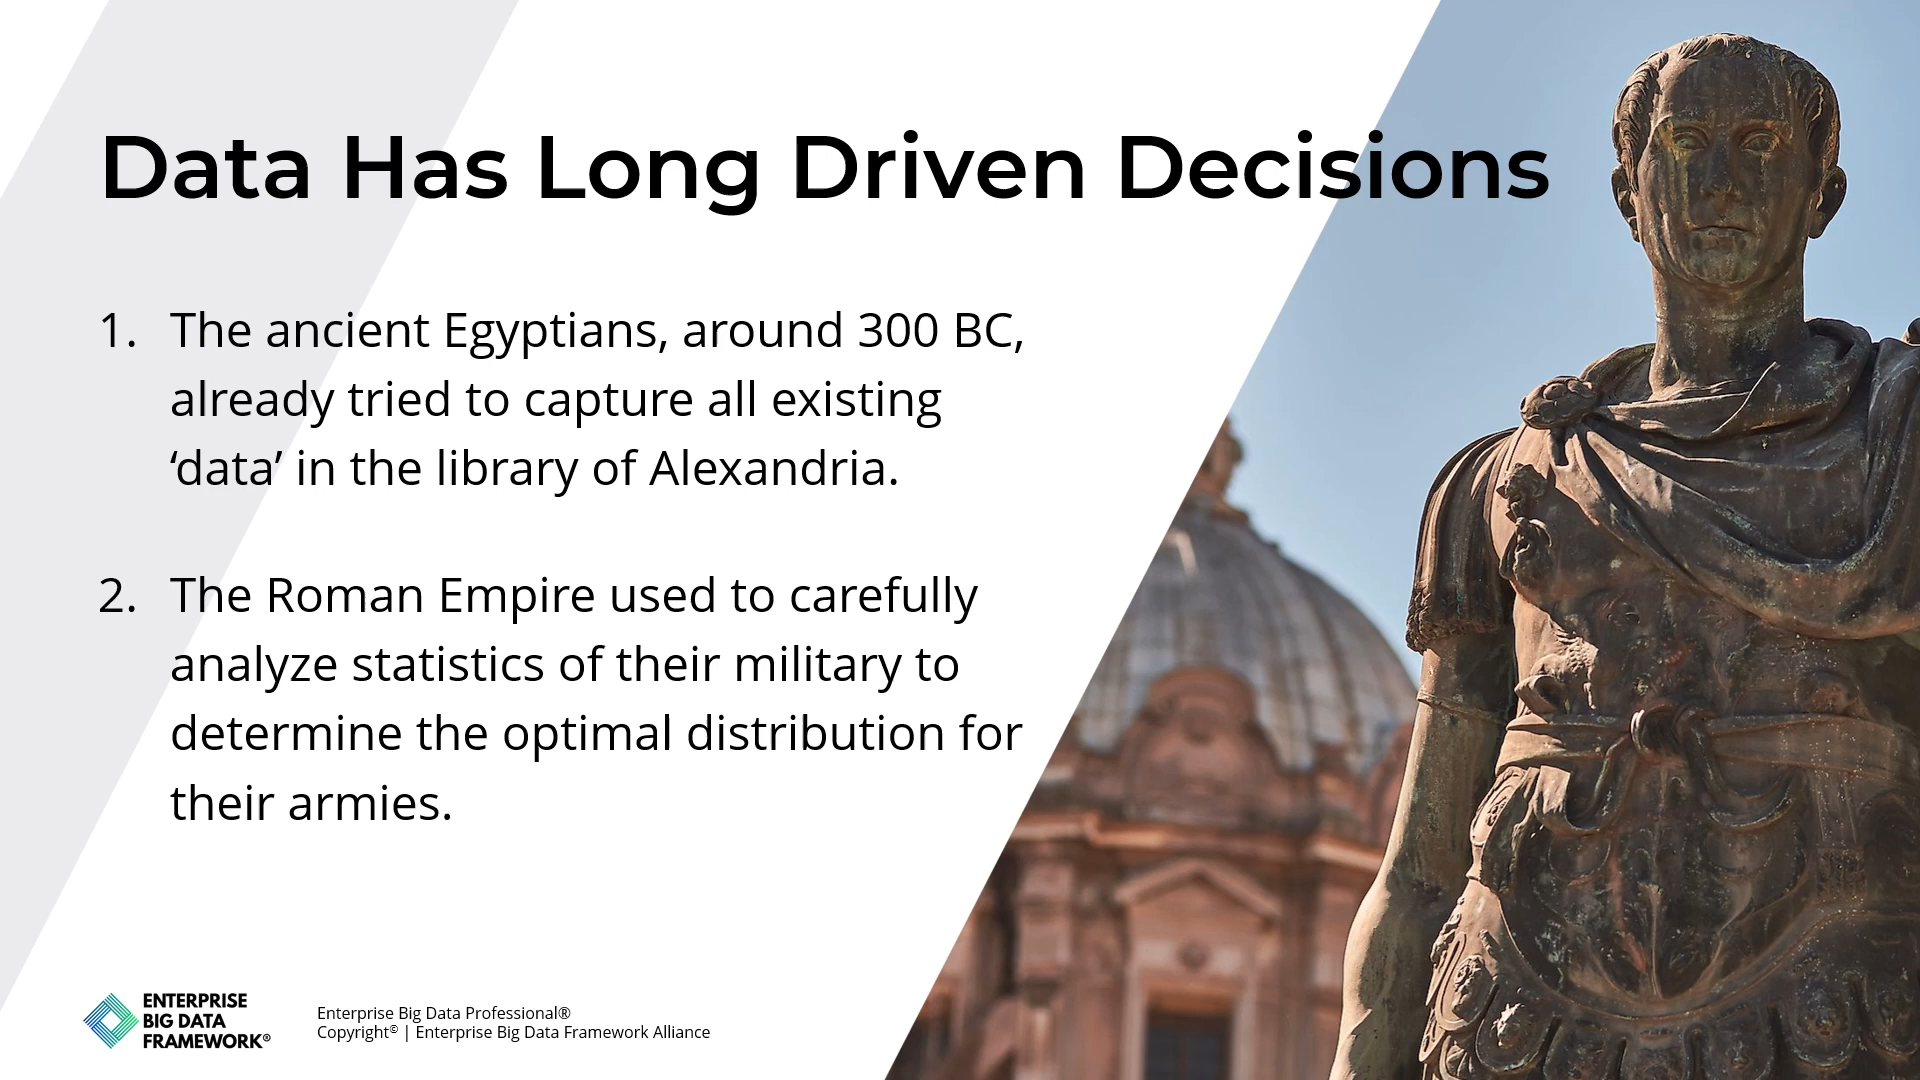 Data Has Long Driven Decisions
1. The ancient Egyptians, around 300 BC,
already tried to capture all existing
‘data’ in the library of Alexandria.
2. The Roman Empire used to carefully
analyze statistics of their military to
determine the optimal distribution for
their armies.
ENTERPRISE
BIG DATA
FRAMEWORK®
Enterprise Big Data Professional®
Copyright© | Enterprise Big Data Framework Alliance